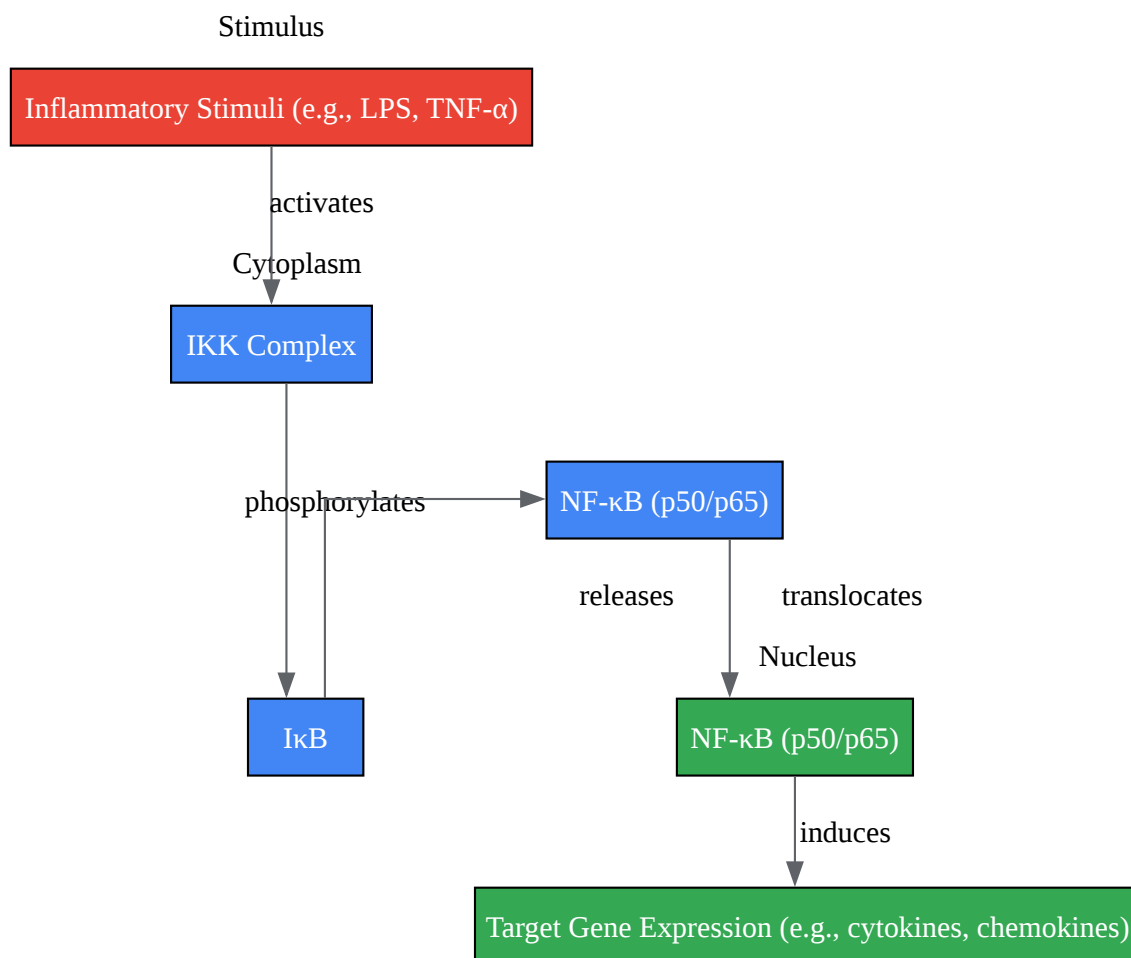 Stimulus
Inflammatory Stimuli (e.g., LPS, TNF-α)
activates
Cytoplasm
IKK Complex
phosphorylates
NF-κB (p50/p65)
releases
translocates
Nucleus
IκB
NF-κB (p50/p65)
induces
Target Gene Expression (e.g., cytokines, chemokines)